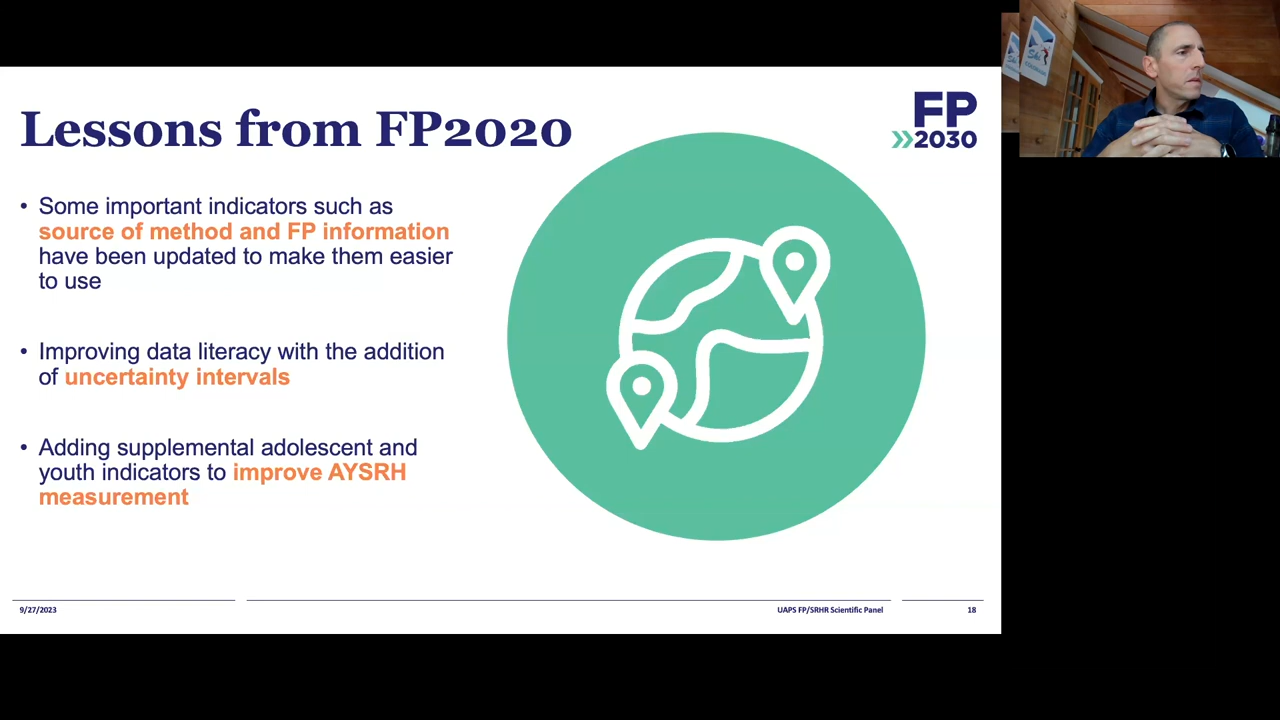 Lessons from FP2020
FP
2030
• Some important indicators such as
source of method and FP information
have been updated to make them easier
to use
• Improving data literacy with the addition
of uncertainty intervals
• Adding supplemental adolescent and
youth indicators to improve AYSRH
measurement
9/27/2023
UAPS FP/SRHR Scientific Panel
18
Ski